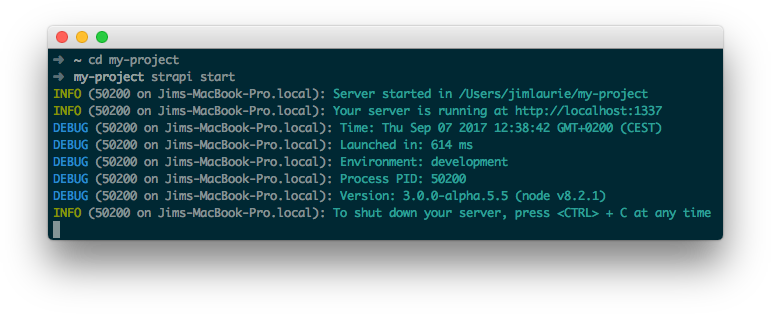 ➜ ~ cd my-project
➜ my-project strapi start
INFO (50200 on Jims-MacBook-Pro.local): Server started in /Users/jimlaurie/my-project
INFO (50200 on Jims-MacBook-Pro.local): Your server is running at http://localhost:1337
DEBUG (50200 on Jims-MacBook-Pro.local): Time: Thu Sep 07 2017 12:38:42 GMT+0200 (CEST)
DEBUG (50200 on Jims-MacBook-Pro.local): Launched in: 614 ms
DEBUG (50200 on Jims-MacBook-Pro.local): Environment: development
DEBUG (50200 on Jims-MacBook-Pro.local): Process PID: 50200
DEBUG (50200 on Jims-MacBook-Pro.local): Version: 3.0.0-alpha.5.5 (node v8.2.1)
INFO (50200 on Jims-MacBook-Pro.local): To shut down your server, press <CTRL> + C at any time